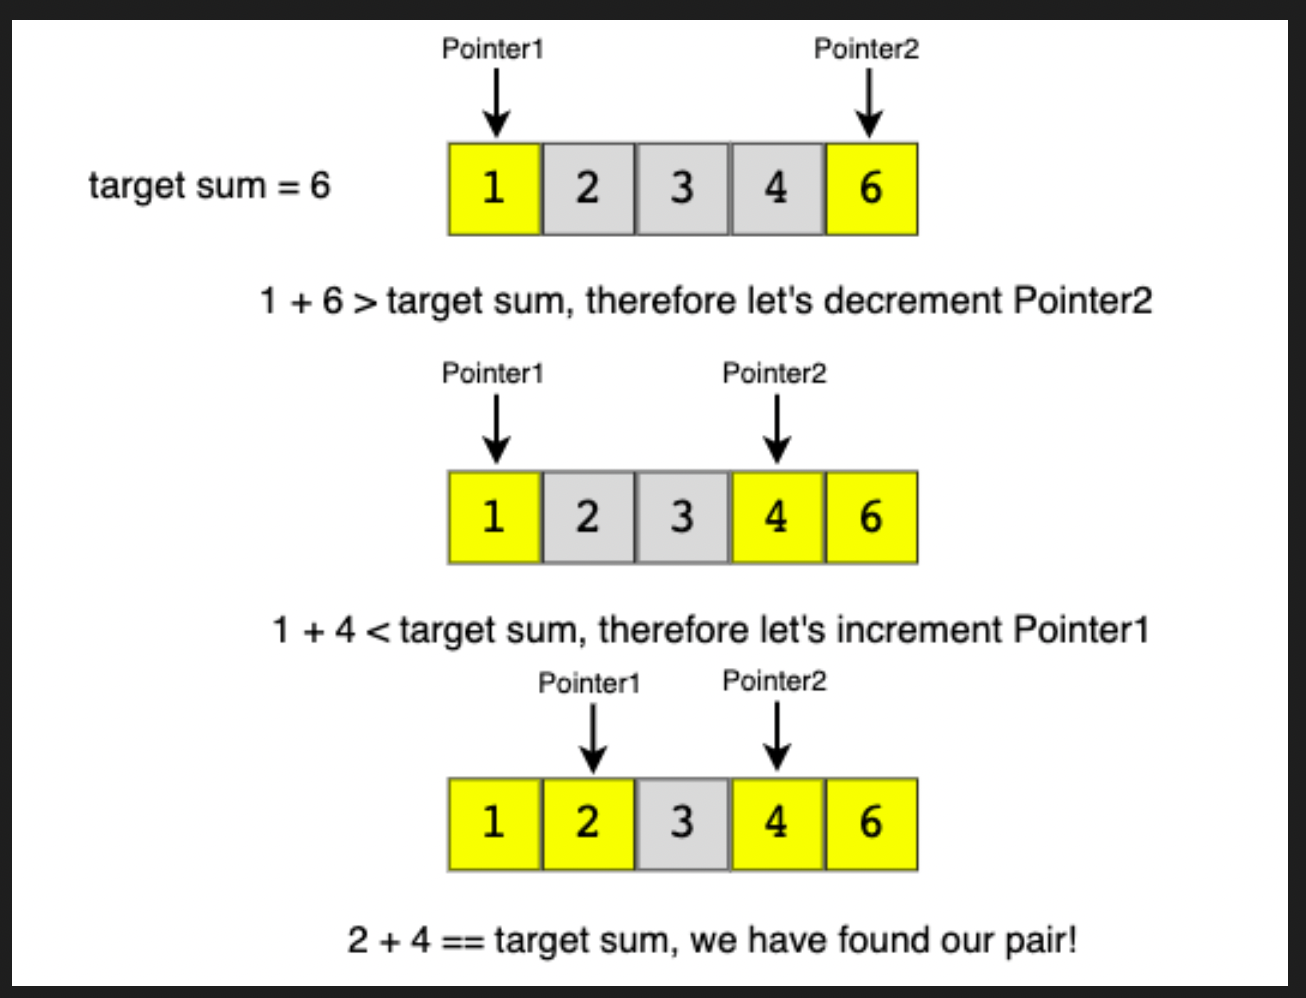 Pointer1 Pointer2
target sum = 6 1 2 3 4 6
1 + 6 > target sum, therefore let's decrement Pointer2
Pointer1 Pointer2
1 2 3 4 6
1 + 4 < target sum, therefore let's increment Pointer1
Pointer1 Pointer2
1 2 3 4 6
2 + 4 == target sum, we have found our pair!